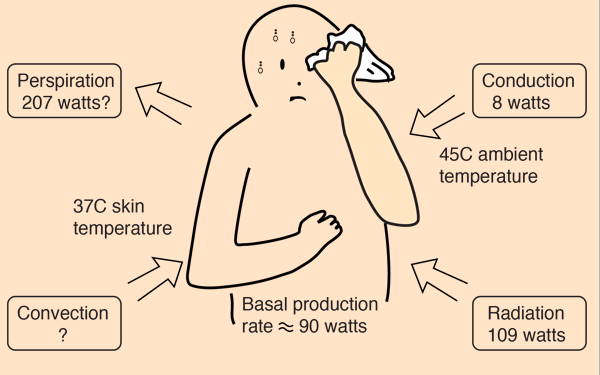 Perspiration
207 watts?
Conduction
8 watts
45C ambient
temperature
37C skin
temperature
Convection
?
Basal production
rate ≈ 90 watts
Radiation
109 watts